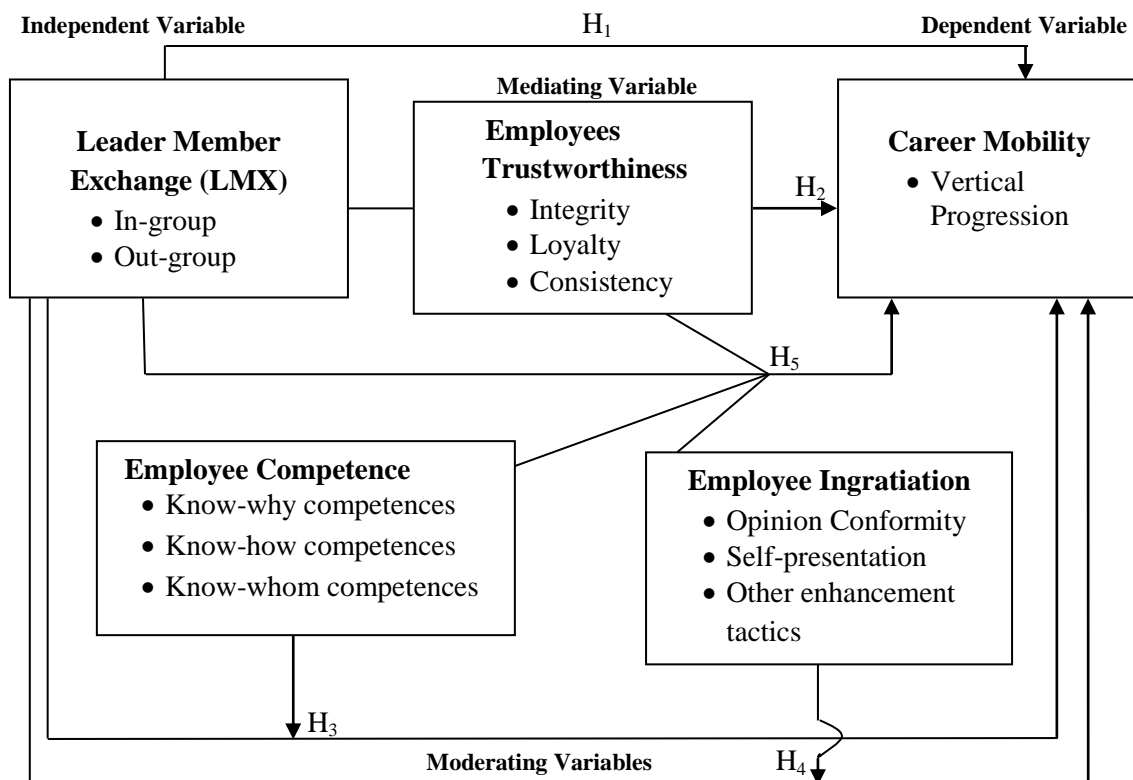 Independent Variable
H₁
Dependent Variable
Mediating Variable
Leader Member
Exchange (LMX)
• In-group
• Out-group
Employees
Trustworthiness
• Integrity
• Loyalty
• Consistency
H₂
Career Mobility
• Vertical
Progression
H₅
Employee Competence
• Know-why competences
• Know-how competences
• Know-whom competences
Employee Ingratiation
• Opinion Conformity
• Self-presentation
• Other enhancement
tactics
H₃
Moderating Variables
H₄